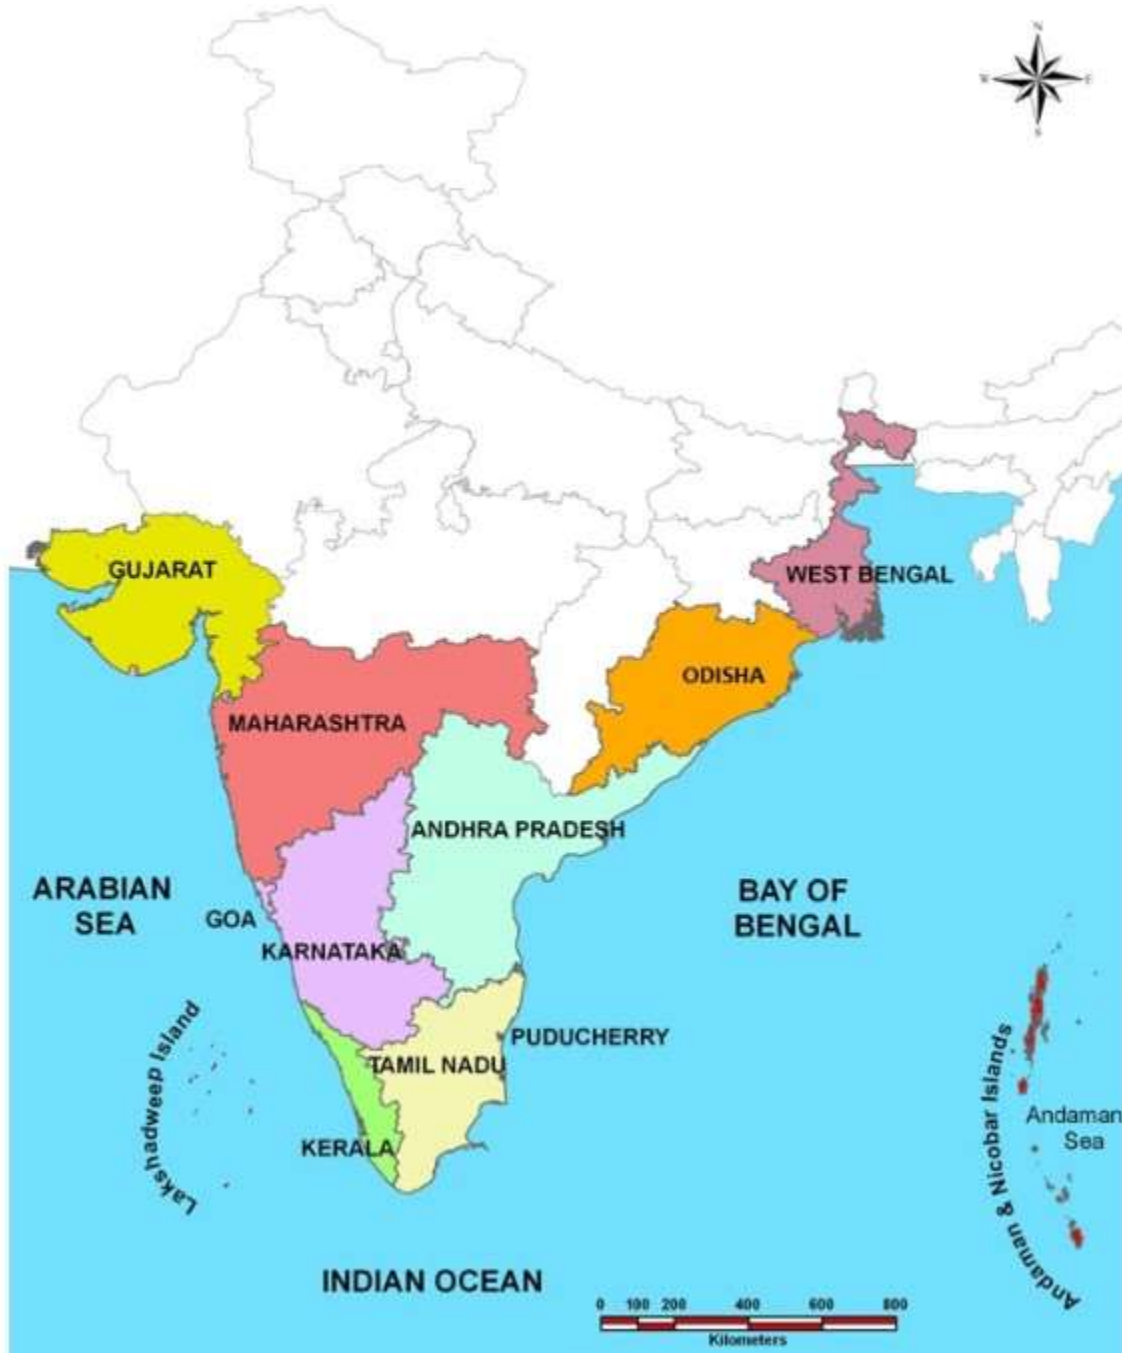 N
W E
S
GUJARAT
WEST BENGAL
ODISHA
MAHARASHTRA
ANDHRA PRADESH
ARABIAN
SEA
GOA
KARNATAKA
BAY OF
BENGAL
PUDUCHERRY
TAMIL NADU
KERALA
Lakshadweep Island
Andaman & Nicobar Islands
Andaman
Sea
INDIAN OCEAN
0 100 200 400 600 800
Kilometers